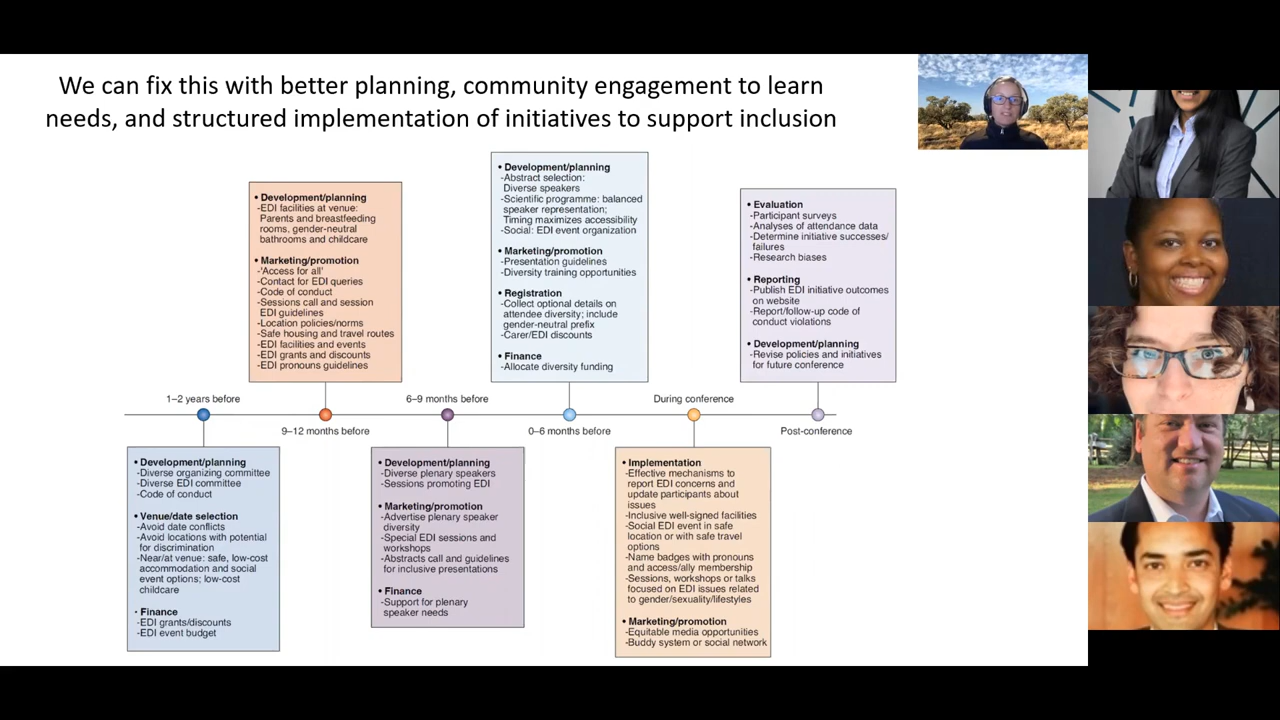 We can fix this with better planning, community engagement to learn
needs, and structured implementation of initiatives to support inclusion
• Development/planning
-EDI facilities at venue:
Parents and breastfeeding
rooms, gender-neutral
bathrooms and childcare
• Marketing/promotion
-'Access for all'
-Contact for EDI queries
-Code of conduct
-Sessions call and session
EDI guidelines
-Location policies/norms
-Safe housing and travel routes
-EDI facilities and events
-EDI grants and discounts
-EDI pronouns guidelines
• Development/planning
-Abstract selection:
Diverse speakers
-Scientific programme: balanced
speaker representation;
Timing maximizes accessibility
-Social: EDI event organization
• Marketing/promotion
-Presentation guidelines
-Diversity training opportunities
• Registration
-Collect optional details on
attendee diversity; include
gender-neutral prefix
-Carer/EDI discounts
• Finance
-Allocate diversity funding
• Evaluation
-Participant surveys
-Analyses of attendance data
-Determine initiative successes/
failures
-Research biases
• Reporting
-Publish EDI initiative outcomes
on website
-Report/follow-up code of
conduct violations
• Development/planning
-Revise policies and initiatives
for future conference
1–2 years before
6–9 months before
During conference
9–12 months before
0–6 months before
Post-conference
• Development/planning
-Diverse organizing committee
-Diverse EDI committee
-Code of conduct
• Venue/date selection
-Avoid date conflicts
-Avoid locations with potential
for discrimination
-Near/at venue: safe, low-cost
accommodation and social
event options; low-cost
childcare
· Finance
-EDI grants/discounts
-EDI event budget
• Development/planning
-Diverse plenary speakers
-Sessions promoting EDI
• Marketing/promotion
-Advertise plenary speaker
diversity
-Special EDI sessions and
workshops
-Abstracts call and guidelines
for inclusive presentations
• Finance
-Support for plenary
speaker needs
• Implementation
-Effective mechanisms to
report EDI concerns and
update participants about
issues
-Inclusive well-signed facilities
-Social EDI event in safe
location or with safe travel
options
-Name badges with pronouns
and access/ally membership
-Sessions, workshops or talks
focused on EDI issues related
to gender/sexuality/lifestyles
• Marketing/promotion
-Equitable media opportunities
-Buddy system or social network